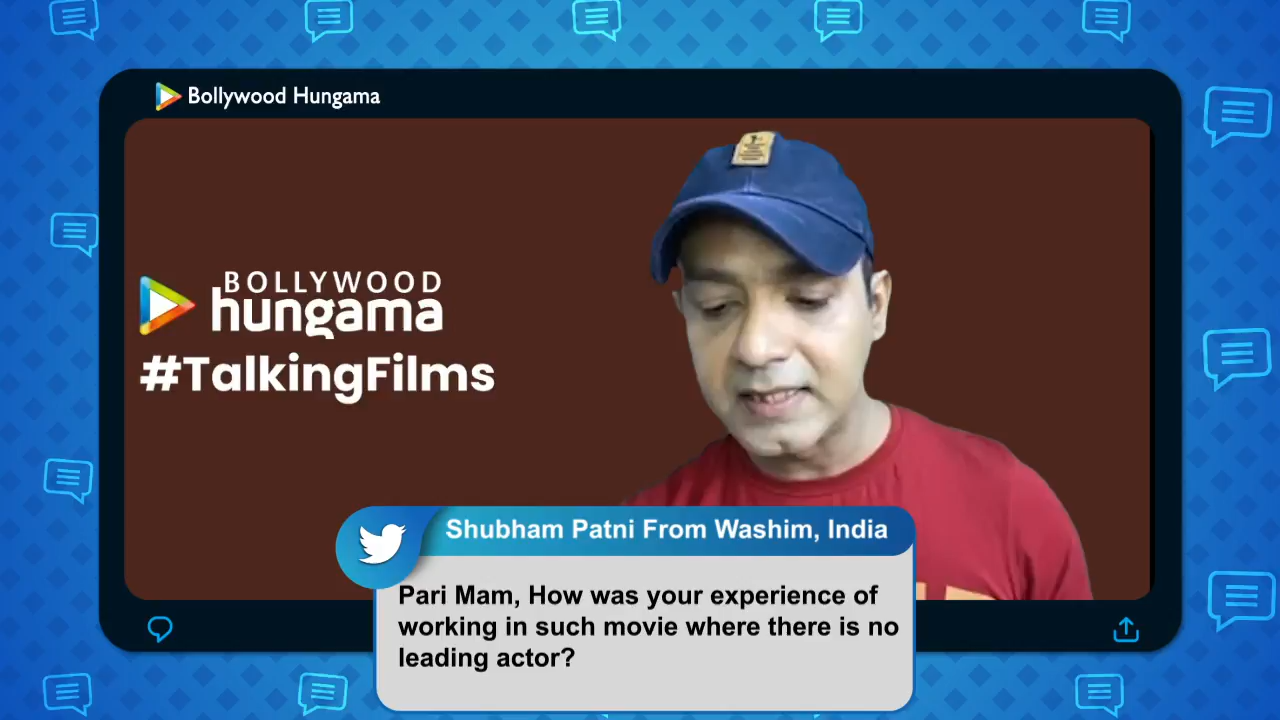 Bollywood Hungama
BOLLYWOOD
hungama
#TalkingFilms
Shubham Patni From Washim, India
Pari Mam, How was your experience of
working in such movie where there is no
leading actor?